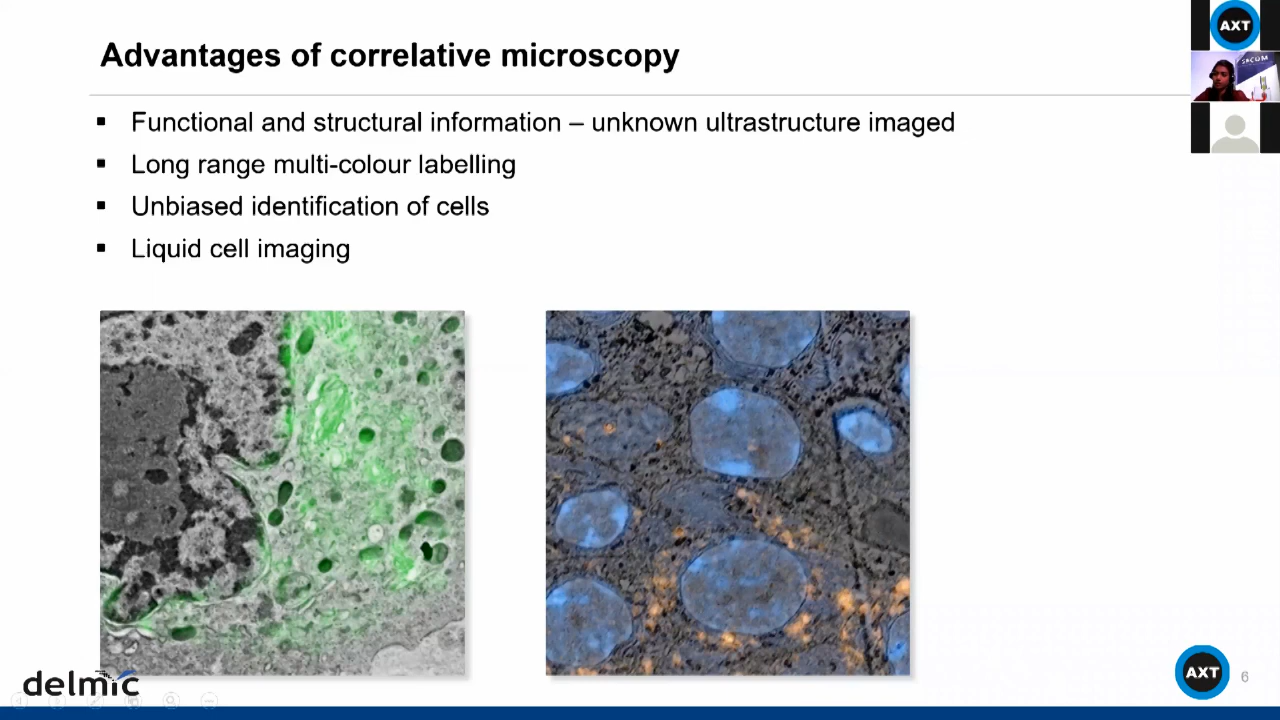 Advantages of correlative microscopy
AXT
SECOM
Functional and structural information – unknown ultrastructure imaged
Long range multi-colour labelling
Unbiased identification of cells
Liquid cell imaging
delmic
AXT
6